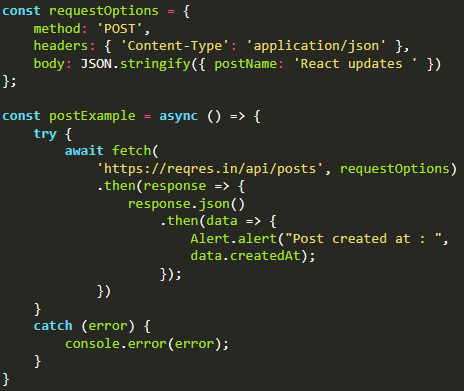 const requestOptions = {
    method: 'POST',
    headers: { 'Content-Type': 'application/json' },
    body: JSON.stringify({ postName: 'React updates ' })
};

const postExample = async () => {
    try {
        await fetch(
            'https://reqres.in/api/posts', requestOptions)
            .then(response => {
                response.json()
                    .then(data => {
                        Alert.alert("Post created at : ",
                        data.createdAt);
                    });
            })
    }
    catch (error) {
        console.error(error);
    }
}